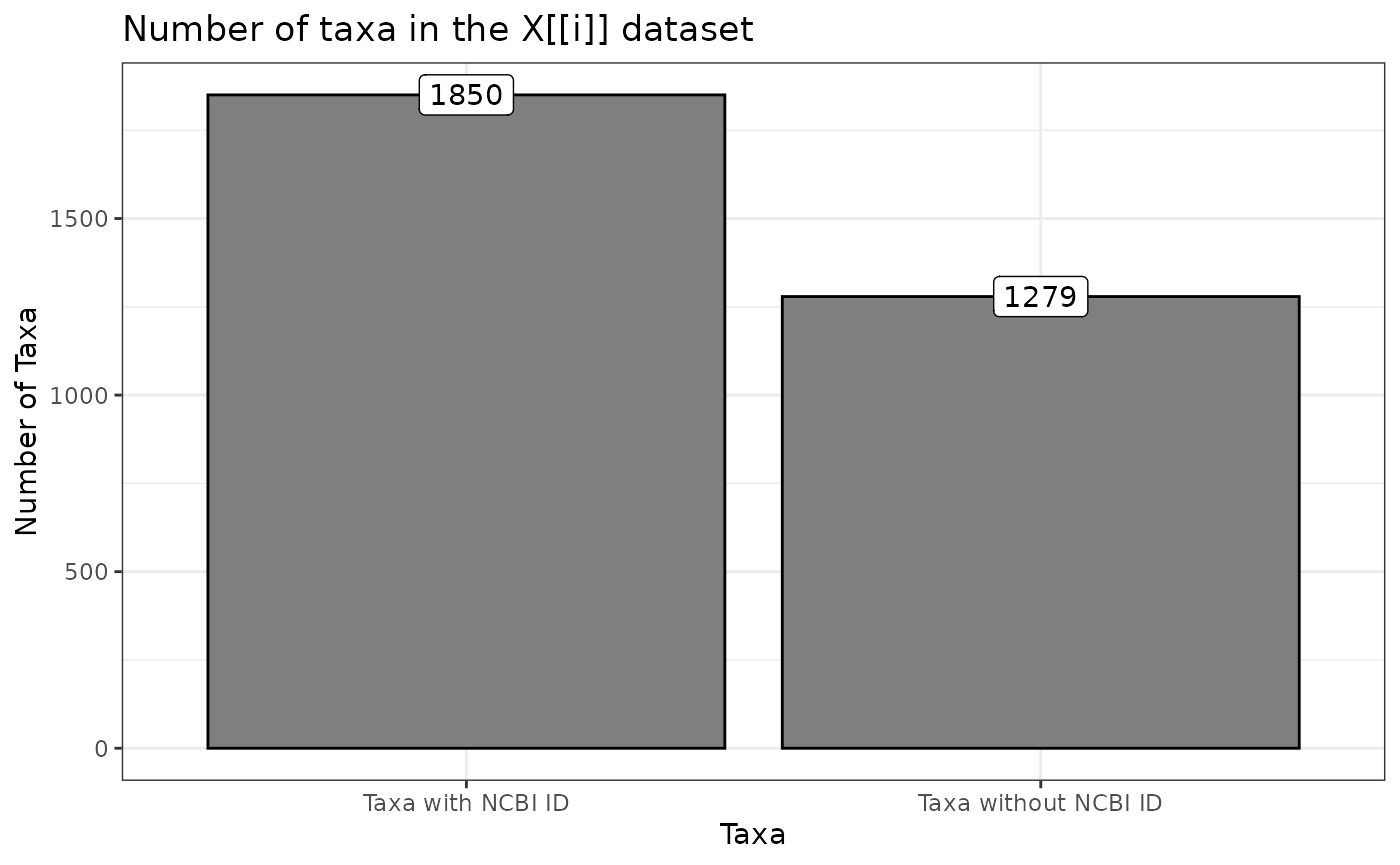 Number of taxa in the X[[i]] dataset
Number of Taxa
1850
1279
1500
1000
500
0
Taxa with NCBI ID
Taxa without NCBI ID
Taxa